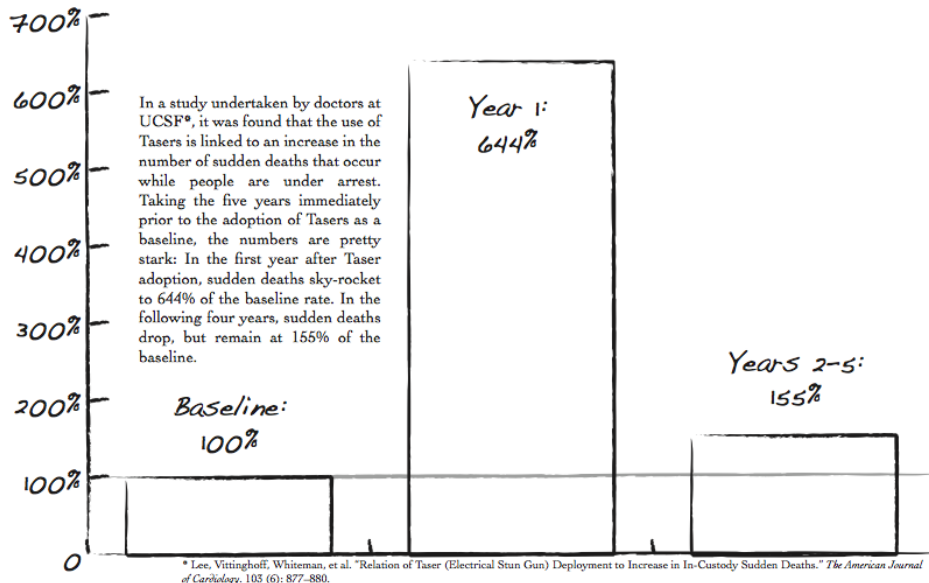 700%
600%
500%
400%
300%
200%
100%
0
In a study undertaken by doctors at
UCSF*, it was found that the use of
Tasers is linked to an increase in the
number of sudden deaths that occur
while people are under arrest.
Taking the five years immediately
prior to the adoption of Tasers as a
baseline, the numbers are pretty
stark: In the first year after Taser
adoption, sudden deaths sky-rocket
to 644% of the baseline rate. In the
following four years, sudden deaths
drop, but remain at 155% of the
baseline.
Baseline:
100%
Year 1:
644%
Years 2-5:
155%
* Lee, Vittinghoff, Whiteman, et al. "Relation of Taser (Electrical Stun Gun) Deployment to Increase in In-Custody Sudden Deaths." The American Journal
of Cardiology. 103 (6): 877–880.